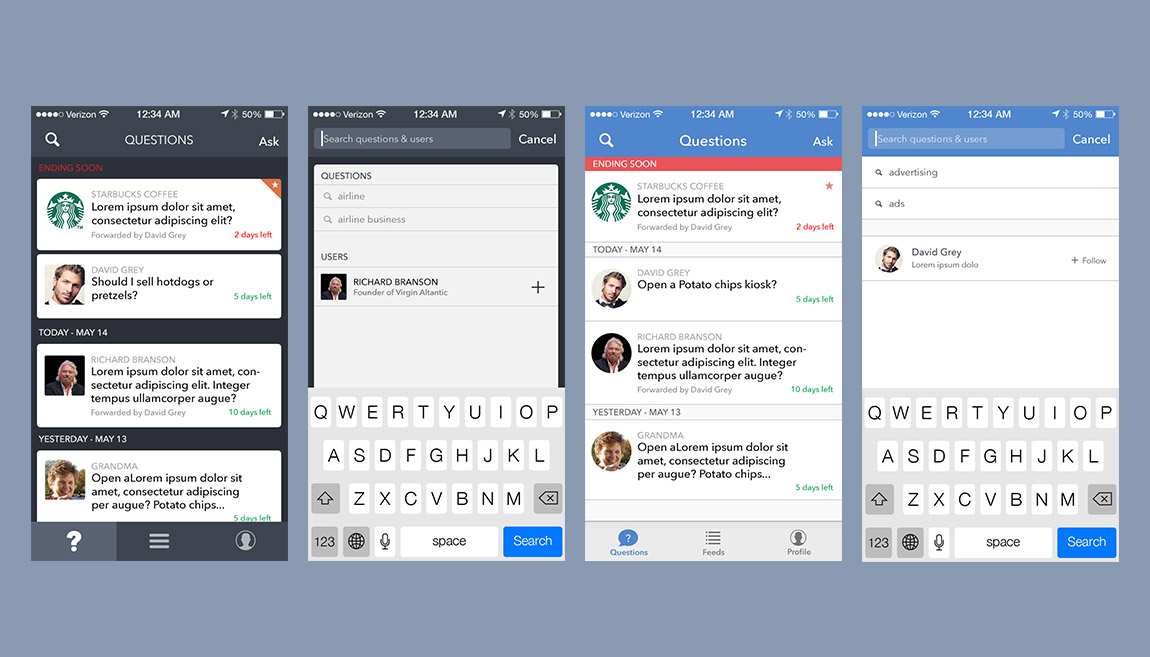 Verizon 12:34 AM 50%
QUESTIONS Ask
ENDING SOON
STARBUCKS COFFEE
Lorem ipsum dolor sit amet,
consectetur adipiscing elit?
Forwarded by David Grey 2 days left
DAVID GREY
Should I sell hotdogs or
pretzels?
5 days left
TODAY - MAY 14
RICHARD BRANSON
Lorem ipsum dolor sit amet, con-
sectetur adipiscing elit. Integer
tempus ullamcorper augue?
Forwarded by David Grey 10 days left
YESTERDAY - MAY 13
GRANDMA
Open aLorem ipsum dolor sit
amet, consectetur adipiscing
per augue? Potato chips...
5 days left
?
Verizon 12:34 AM 50%
Search questions & users Cancel
QUESTIONS
airline
airline business
USERS
RICHARD BRANSON
Founder of Virgin Altantic
+
Q W E R T Y U I O P
A S D F G H J K L
Z X C V B N M
123 space Search
Verizon 12:34 AM 50%
Questions Ask
ENDING SOON
STARBUCKS COFFEE
Lorem ipsum dolor sit amet,
consectetur adipiscing elit?
Forwarded by David Grey 2 days left
TODAY - MAY 14
DAVID GREY
Open a Potato chips kiosk?
5 days left
RICHARD BRANSON
Lorem ipsum dolor sit amet, con-
sectetur adipiscing elit. Integer
tempus ullamcorper augue?
Forwarded by David Grey 10 days left
YESTERDAY - MAY 13
GRANDMA
Open aLorem ipsum dolor sit
amet, consectetur adipiscing
per augue? Potato chips...
5 days left
?
Questions Feeds Profile
Verizon 12:34 AM 50%
Search questions & users Cancel
advertising
ads
David Grey
Lorem ipsum dolo
+ Follow
Q W E R T Y U I O P
A S D F G H J K L
Z X C V B N M
123 space Search